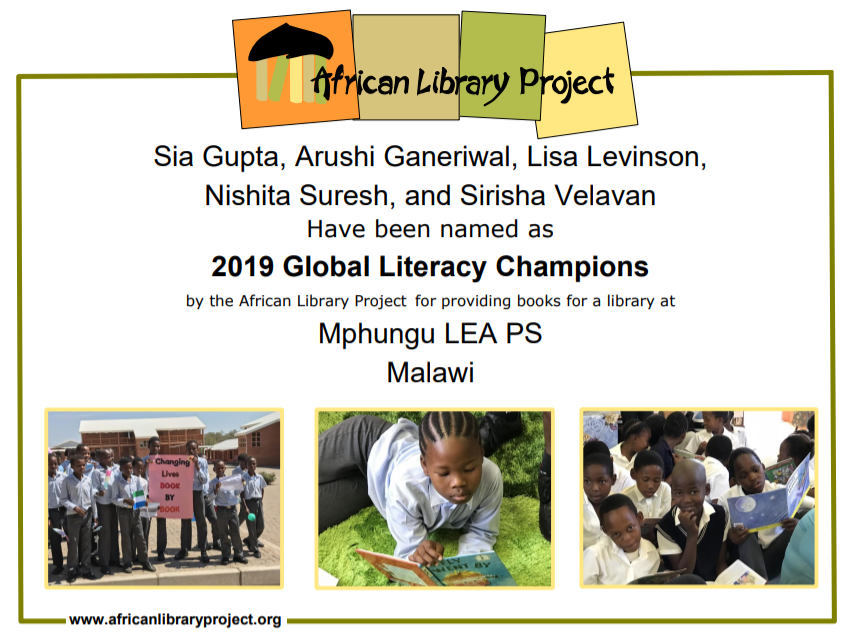 African Library Project
Sia Gupta, Arushi Ganeriwal, Lisa Levinson,
Nishita Suresh, and Sirisha Velavan
Have been named as
2019 Global Literacy Champions
by the African Library Project for providing books for a library at
Mphungu LEA PS
Malawi
Changing
Lives
BOOK
BY
BOOK
www.africanlibraryproject.org